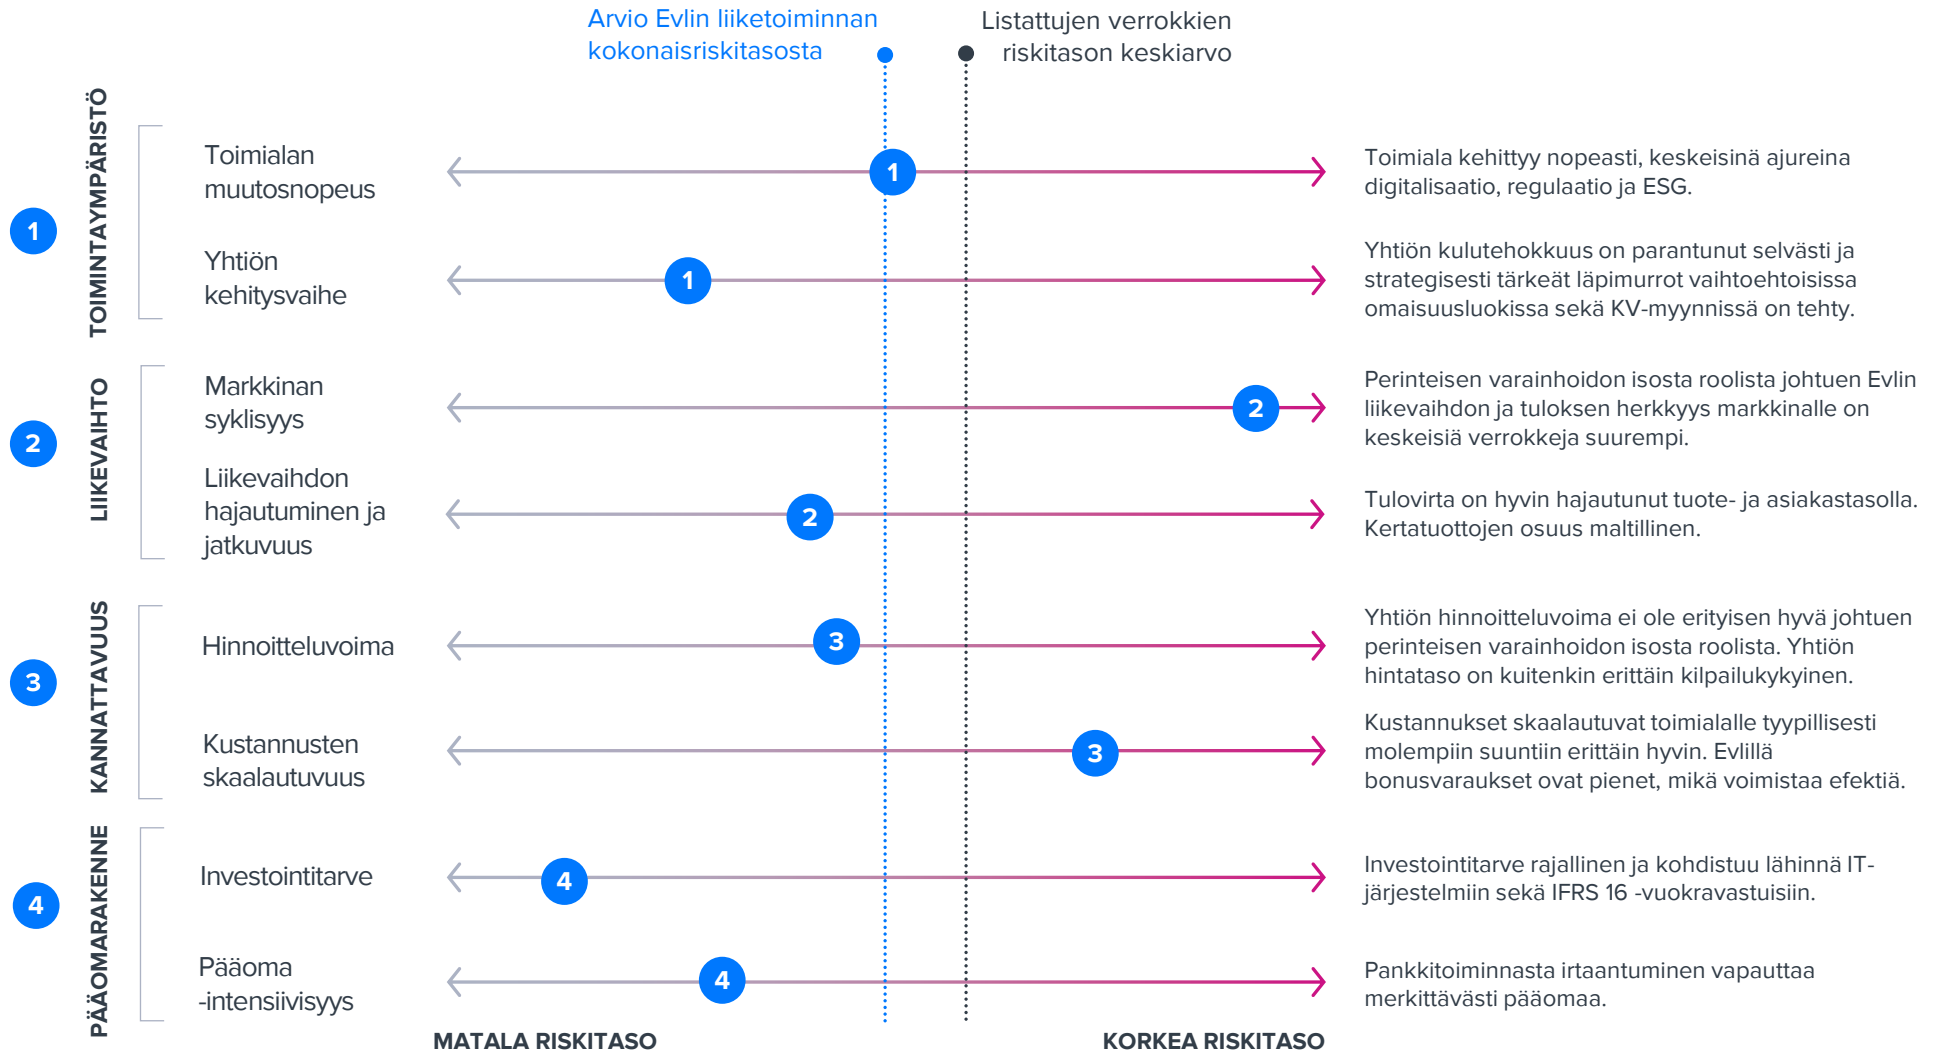 Arvio Evlin liiketoiminnan
kokonaisriskitasosta
Listattujen verrokkien
riskitason keskiarvo
1
TOIMINTAYMPÄRISTÖ
Toimialan
muutosnopeus
1
Toimiala kehittyy nopeasti, keskeisinä ajureina
digitalisaatio, regulaatio ja ESG.
Yhtiön
kehitysvaihe
1
Yhtiön kulutehokkuus on parantunut selvästi ja
strategisesti tärkeät läpimurrot vaihtoehtoisissa
omaisuusluokissa sekä KV-myynnissä on tehty.
2
LIIKEVAIHTO
Markkinan
syklisyys
2
Perinteisen varainhoidon isosta roolista johtuen Evlin
liikevaihdon ja tuloksen herkkyys markkinalle on
keskeisiä verrokkeja suurempi.
Liikevaihdon
hajautuminen ja
jatkuvuus
2
Tulovirta on hyvin hajautunut tuote- ja asiakastasolla.
Kertatuottojen osuus maltillinen.
3
KANNATTAVUUS
Hinnoitteluvoima
3
Yhtiön hinnoitteluvoima ei ole erityisen hyvä johtuen
perinteisen varainhoidon isosta roolista. Yhtiön
hintataso on kuitenkin erittäin kilpailukykyinen.
Kustannusten
skaalautuvuus
3
Kustannukset skaalautuvat toimialalle tyypillisesti
molempiin suuntiin erittäin hyvin. Evlillä
bonusvaraukset ovat pienet, mikä voimistaa efektiä.
4
PÄÄOMARAKENNE
Investointitarve
4
Investointitarve rajallinen ja kohdistuu lähinnä IT-
järjestelmiin sekä IFRS 16 -vuokravastuisiin.
Pääoma
-intensiivisyys
4
Pankkitoiminnasta irtaantuminen vapauttaa
merkittävästi pääomaa.
MATALA RISKITASO
KORKEA RISKITASO